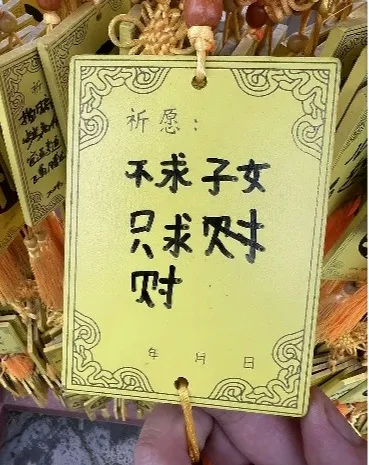 祈愿：
不求子女
只求财
财
年 月 日